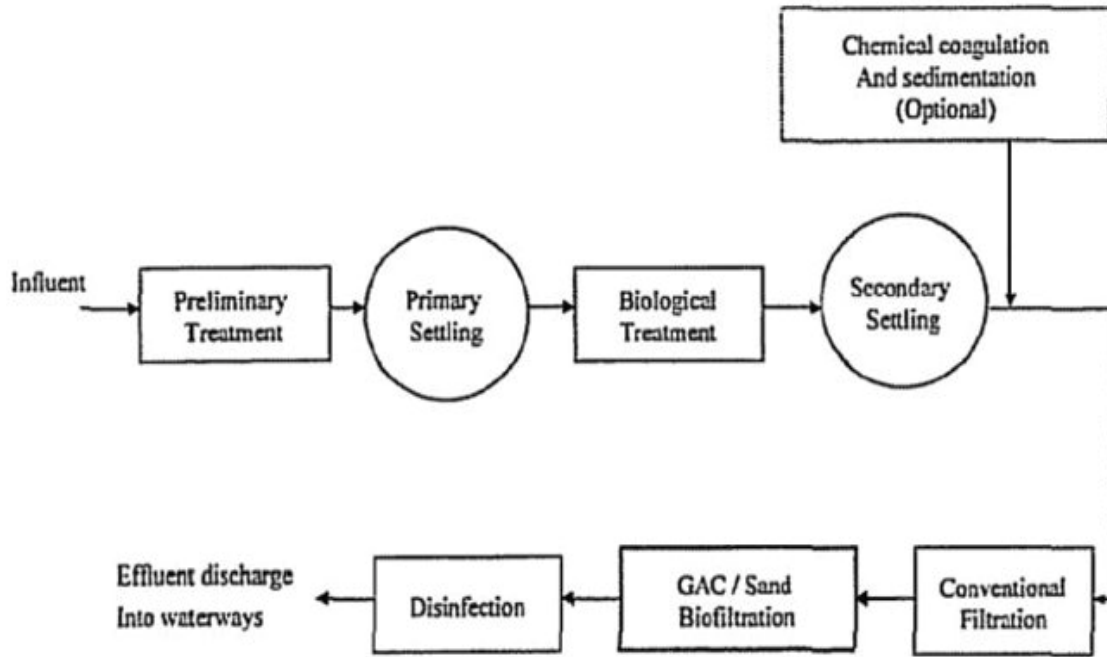 Chemical coagulation
And sedimentation
(Optional)
Influent
Preliminary
Treatment
Primary
Settling
Biological
Treatment
Secondary
Settling
Conventional
Filtration
GAC / Sand
Biofiltration
Disinfection
Effluent discharge
Into waterways